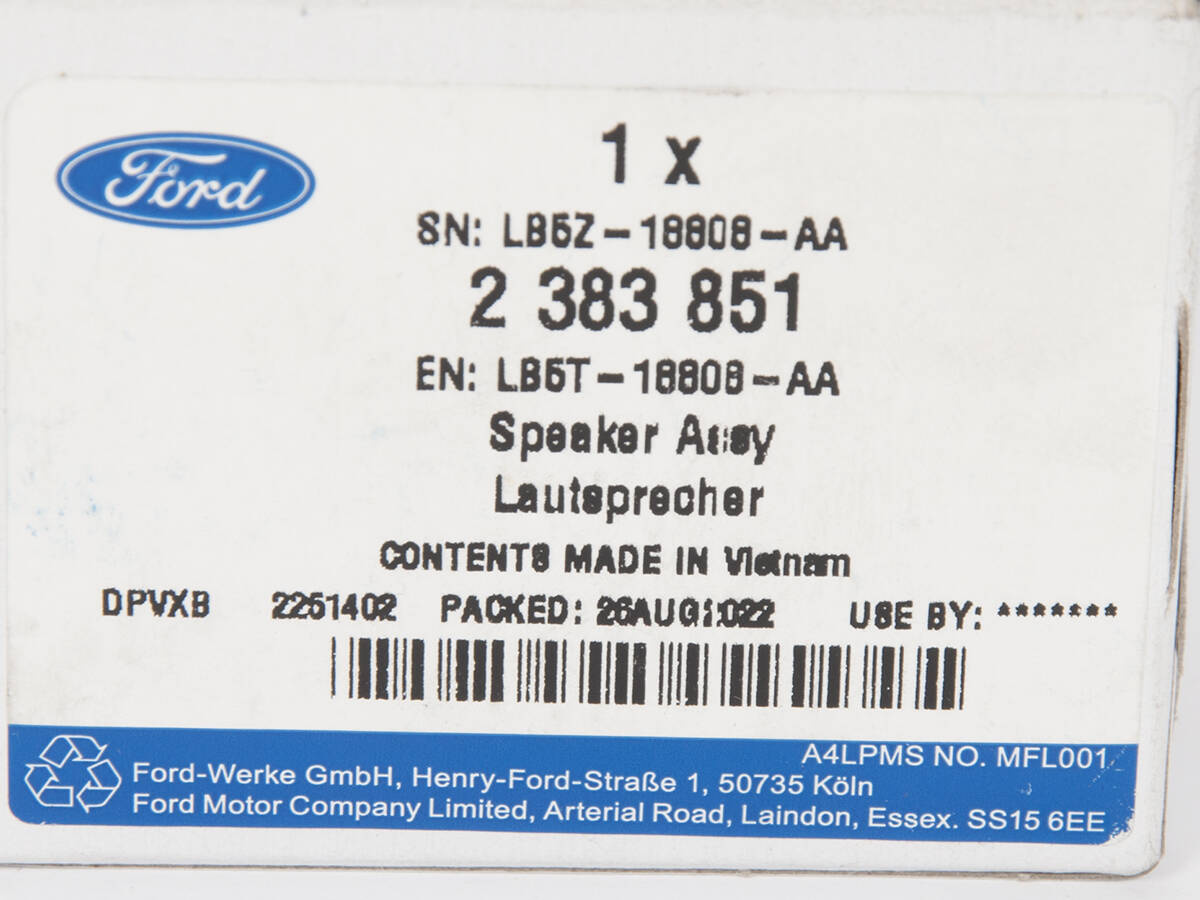 Ford
1 x
SN: LB5Z-18808-AA
2 383 851
EN: LB5T-18808-AA
Speaker Assy
Lautsprecher
CONTENTS MADE IN Vietnam
DPVXB 2251402 PACKED: 26AUG2022 USE BY: *******
A4LPMS NO. MFL001
Ford-Werke GmbH, Henry-Ford-Straße 1, 50735 Köln
Ford Motor Company Limited, Arterial Road, Laindon, Essex. SS15 6EE